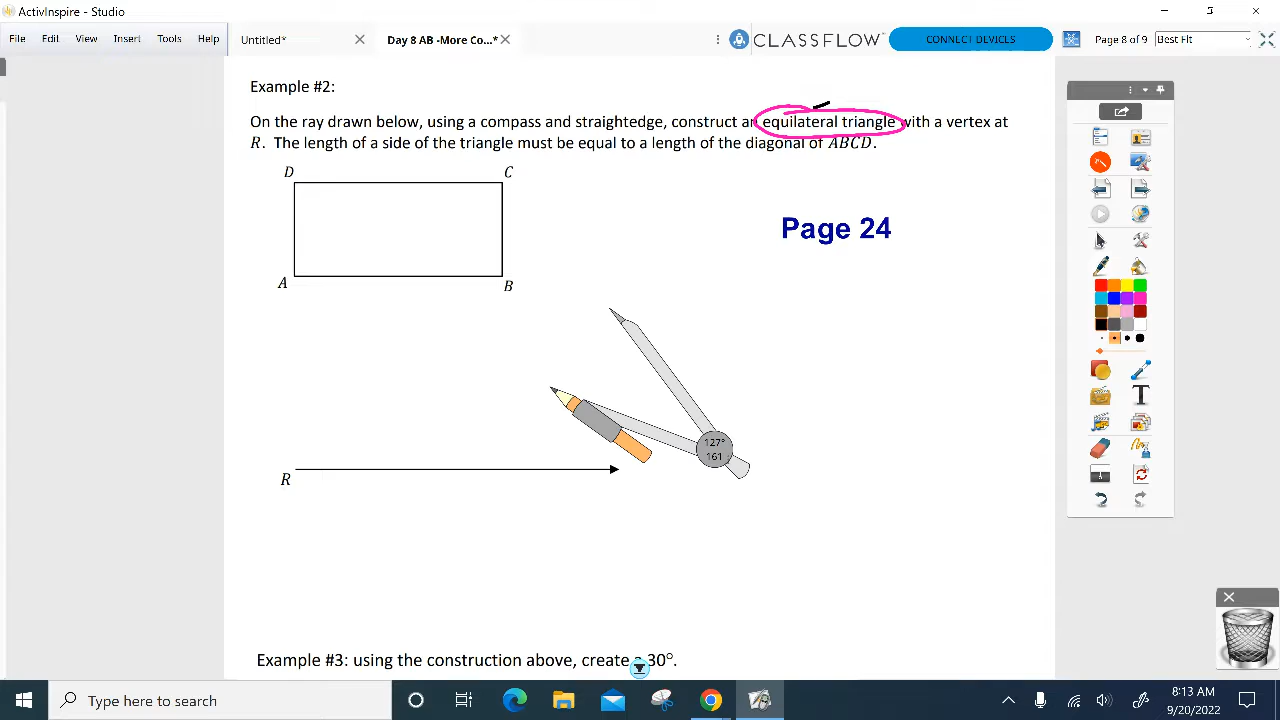 ActivInspire - Studio
File Edit View Insert Tools Help Untitled* Day 8 AB -More Co...* CLASSFLOW CONNECT DEVICES Page 8 of 9 Best Fit
Example #2:
On the ray drawn below, using a compass and straightedge, construct an equilateral triangle with a vertex at
R. The length of a side of the triangle must be equal to a length of the diagonal of ABCD.
D C
Page 24
A B
127°
161
R
Example #3: using the construction above, create a 30°.
Type here to search
8:13 AM
9/20/2022